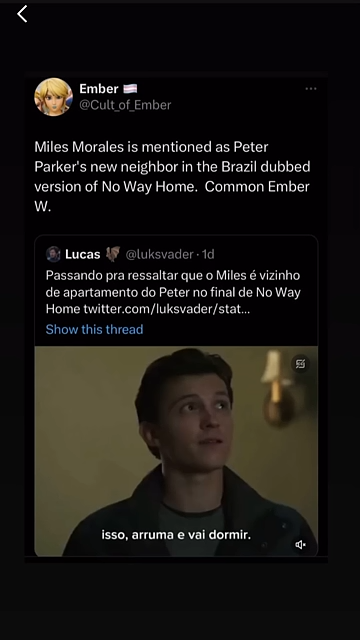 Ember
@Cult_of_Ember
Miles Morales is mentioned as Peter
Parker's new neighbor in the Brazil dubbed
version of No Way Home.  Common Ember
W.
Lucas @luksvader · 1d
Passando pra ressaltar que o Miles é vizinho
de apartamento do Peter no final de No Way
Home twitter.com/luksvader/stat...
Show this thread
isso, arruma e vai dormir.